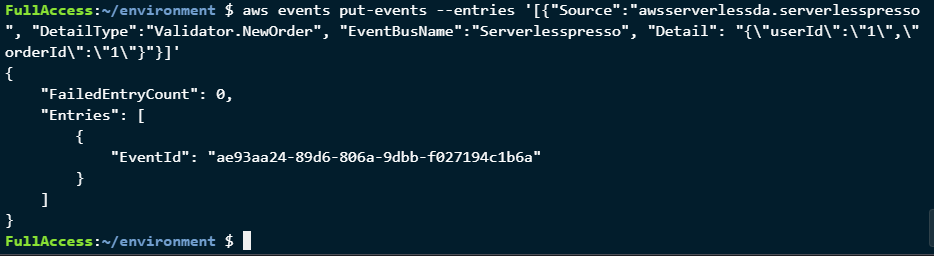 FullAccess:~/environment $ aws events put-events --entries '[{"Source":"awsserverlessda.serverlesspresso
", "DetailType":"Validator.NewOrder", "EventBusName":"Serverlesspresso", "Detail": "{\"userId\":\"1\",\"
orderId\":\"1\"}"}]'
{
    "FailedEntryCount": 0,
    "Entries": [
        {
            "EventId": "ae93aa24-89d6-806a-9dbb-f027194c1b6a"
        }
    ]
}
FullAccess:~/environment $